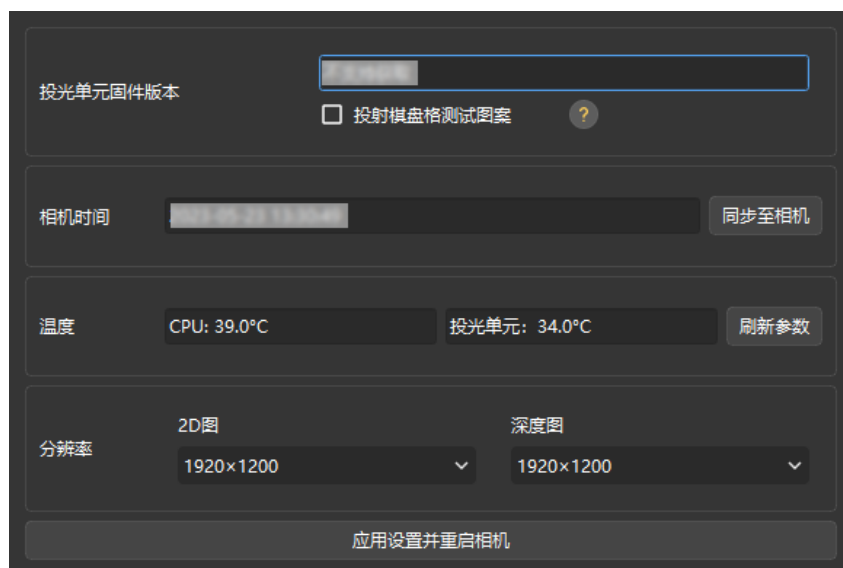 投光单元固件版本
投射棋盘格测试图案
?
相机时间
同步至相机
温度
CPU: 39.0°C
投光单元：34.0°C
刷新参数
分辨率
2D图
深度图
1920×1200
1920×1200
应用设置并重启相机